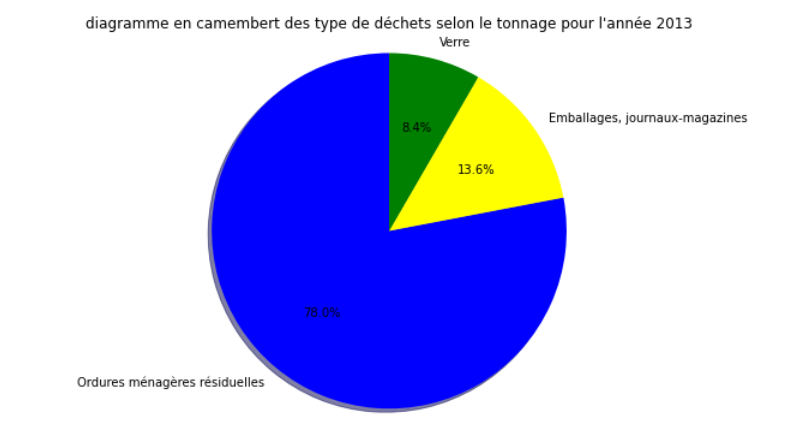 diagramme en camembert des type de déchets selon le tonnage pour l'année 2013
Verre
Emballages, journaux-magazines
8.4%
13.6%
78.0%
Ordures ménagères résiduelles